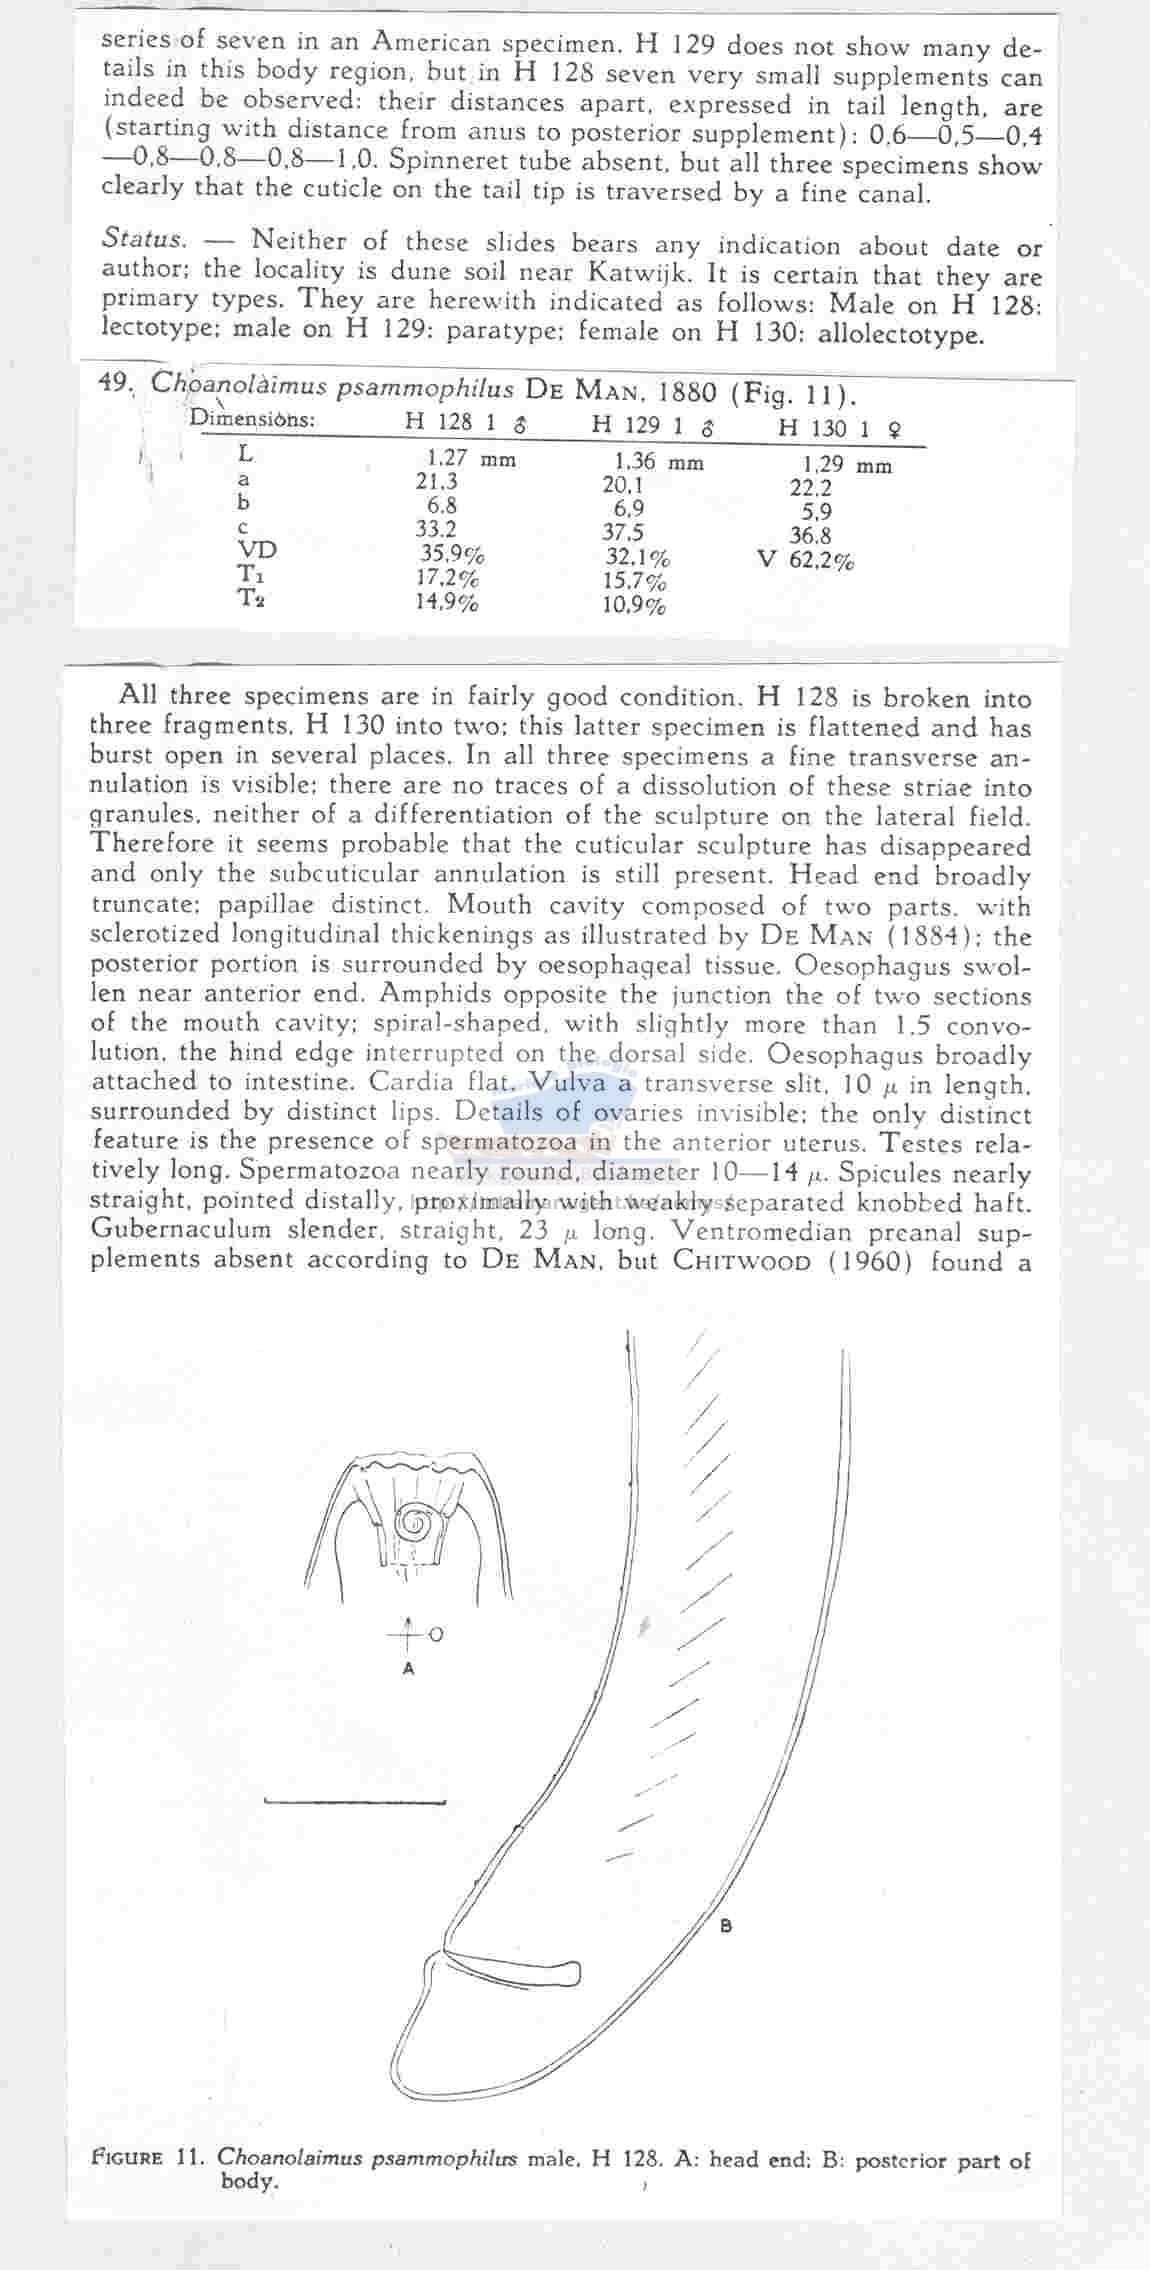 series of seven in an American specimen. H 129 does not show many de-
tails in this body region, but in H 128 seven very small supplements can
indeed be observed: their distances apart, expressed in tail length, are
(starting with distance from anus to posterior supplement): 0,6—0,5—0,4
—0,8—0,8—0,8—1,0. Spinneret tube absent, but all three specimens show
clearly that the cuticle on the tail tip is traversed by a fine canal.
Status. — Neither of these slides bears any indication about date or
author; the locality is dune soil near Katwijk. It is certain that they are
primary types. They are herewith indicated as follows: Male on H 128:
lectotype; male on H 129: paratype; female on H 130: allolectotype.
49. Choanolaimus psammophilus DE MAN, 1880 (Fig. 11).
Dimensions: H 128 1 ♂ H 129 1 ♂ H 130 1 ♀
L 1,27 mm 1,36 mm 1,29 mm
a 21,3 20,1 22,2
b 6,8 6,9 5,9
c 33,2 37,5 36,8
VD 35,9% 32,1% V 62,2%
T1 17,2% 15,7%
T2 14,9% 10,9%
All three specimens are in fairly good condition. H 128 is broken into
three fragments, H 130 into two; this latter specimen is flattened and has
burst open in several places. In all three specimens a fine transverse an-
nulation is visible; there are no traces of a dissolution of these striae into
granules, neither of a differentiation of the sculpture on the lateral field.
Therefore it seems probable that the cuticular sculpture has disappeared
and only the subcuticular annulation is still present. Head end broadly
truncate; papillae distinct. Mouth cavity composed of two parts, with
sclerotized longitudinal thickenings as illustrated by DE MAN (1884); the
posterior portion is surrounded by oesophageal tissue. Oesophagus swol-
len near anterior end. Amphids opposite the junction the of two sections
of the mouth cavity; spiral-shaped, with slightly more than 1.5 convo-
lution, the hind edge interrupted on the dorsal side. Oesophagus broadly
attached to intestine. Cardia flat. Vulva a transverse slit, 10 μ in length,
surrounded by distinct lips. Details of ovaries invisible; the only distinct
feature is the presence of spermatozoa in the anterior uterus. Testes rela-
tively long. Spermatozoa nearly round, diameter 10—14 μ. Spicules nearly
straight, pointed distally, proximally with weakly separated knobbed haft.
Gubernaculum slender, straight, 23 μ long. Ventromedian preanal sup-
plements absent according to DE MAN, but CHITWOOD (1960) found a
O
A
B
FIGURE 11. Choanolaimus psammophilus male, H 128. A: head end; B: posterior part of
body.